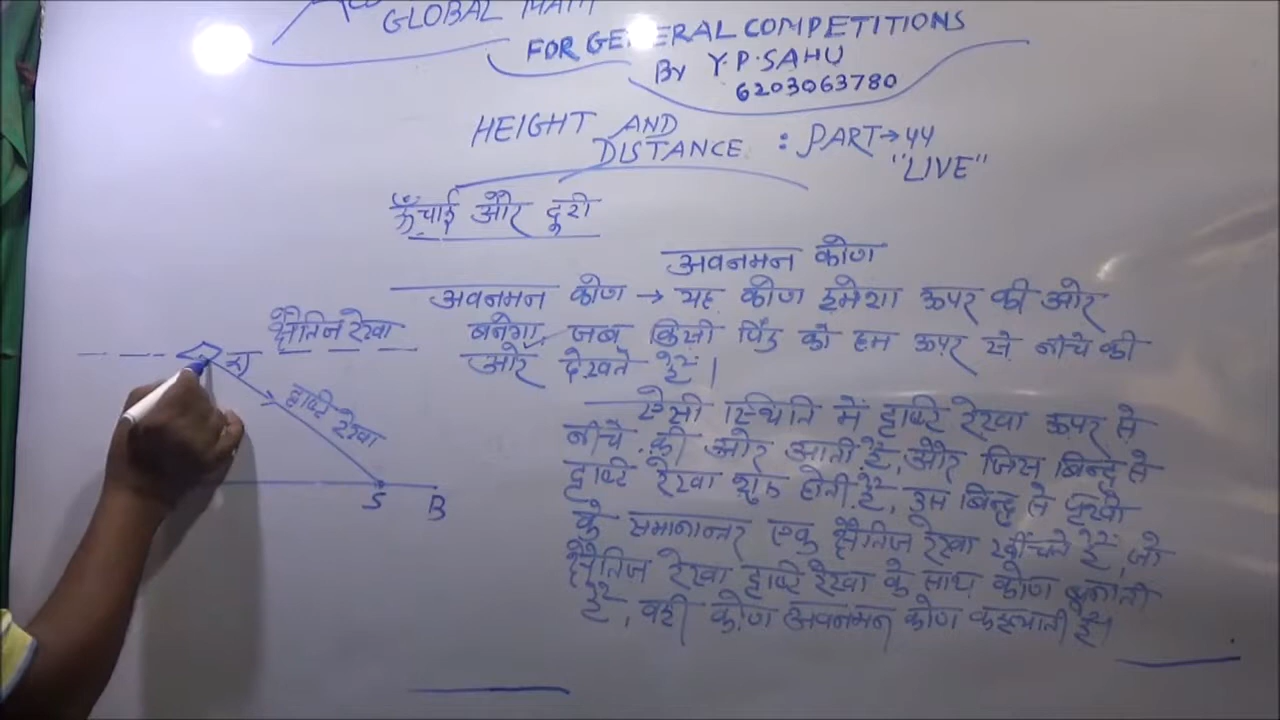 GLOBAL MATH
FOR GENERAL COMPETITIONS
BY Y.P.SAHU
6203063780
HEIGHT AND
DISTANCE : PART→44
"LIVE"
ऊँचाई और दूरी
अवनमन कोण
अवनमन कोण → यह कोण हमेशा ऊपर की ओर
बनेगा, जब किसी पिंड को हम ऊपर से नीचे की
ओर देखते हैं।
ऐसी स्थिति में दृष्टि रेखा ऊपर से
नीचे की ओर आती है, और जिस बिन्दु से
दृष्टि रेखा शुरु होती है, उस बिन्दु से पृथ्वी
के समानान्तर एक क्षैतिज रेखा खींचते हैं, जो
क्षैतिज रेखा दृष्टि रेखा के साथ कोण बनाती
है, वही कोण अवनमन कोण कहलाती है।
क्षैतिज रेखा
दृष्टि रेखा
S
B